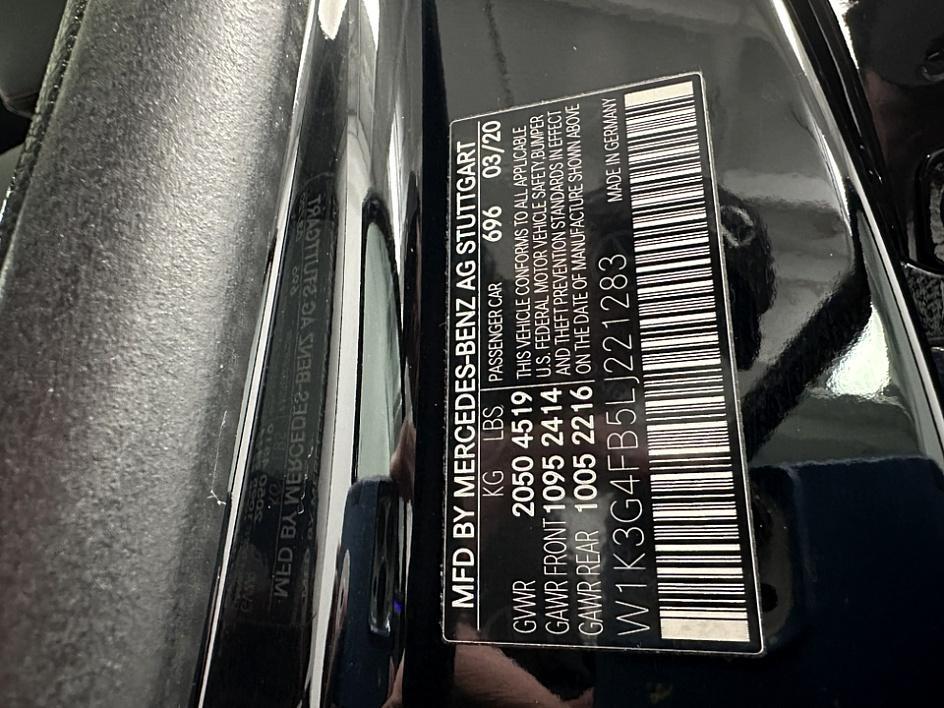 MFD BY MERCEDES-BENZ AG STUTTGART
KG LBS PASSENGER CAR 696 03/20
GWWR 2050 4519 THIS VEHICLE CONFORMS TO ALL APPLICABLE
U.S. FEDERAL MOTOR VEHICLE SAFETY, BUMPER
GAWR FRONT 1095 2414 AND THEFT PREVENTION STANDARDS IN EFFECT
GAWR REAR 1005 2216 ON THE DATE OF MANUFACTURE SHOWN ABOVE
W1K3G4FB5LJ221283 MADE IN GERMANY